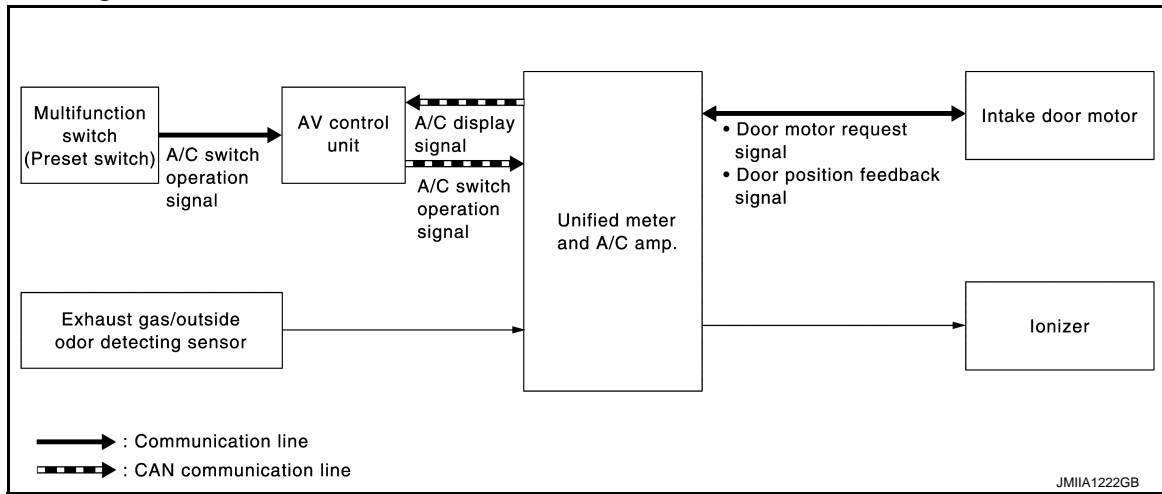 Multifunction
switch
(Preset switch)
A/C switch
operation
signal
AV control
unit
A/C display
signal
A/C switch
operation
signal
Unified meter
and A/C amp.
• Door motor request
signal
• Door position feedback
signal
Intake door motor
Exhaust gas/outside
odor detecting sensor
Ionizer
: Communication line
: CAN communication line
JMIIA1222GB